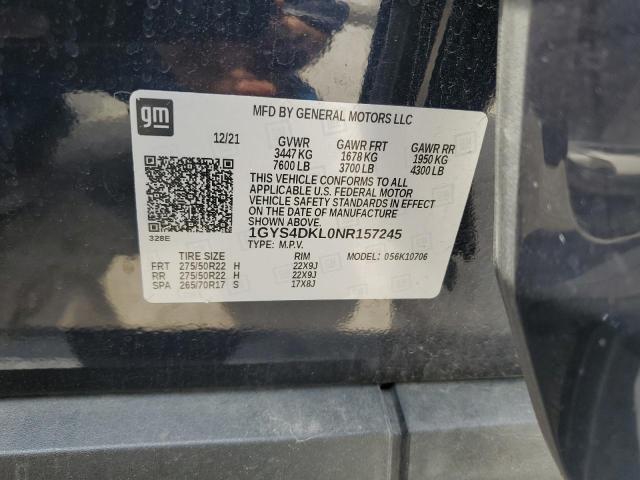 gm
MFD BY GENERAL MOTORS LLC
12/21 GVWR GAWR FRT GAWR RR
3447 KG 1678 KG 1950 KG
7600 LB 3700 LB 4300 LB
THIS VEHICLE CONFORMS TO ALL
APPLICABLE U.S. FEDERAL MOTOR
VEHICLE SAFETY STANDARDS IN EFFECT
ON THE DATE OF MANUFACTURE
SHOWN ABOVE.
1GYS4DKL0NR157245
328E
TYPE: M.P.V. MODEL: 056K10706
TIRE SIZE RIM
FRT 275/50R22 H 22X9J
RR 275/50R22 H 22X9J
SPA 265/70R17 S 17X8J